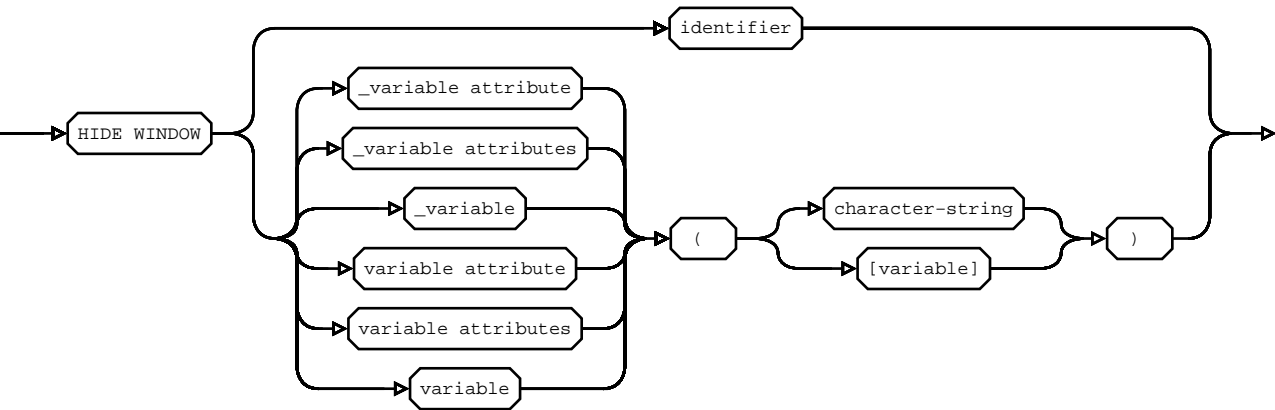 identifier
_variable attribute
HIDE WINDOW
_variable attributes
_variable
( character-string )
variable attribute
[variable]
variable attributes
variable